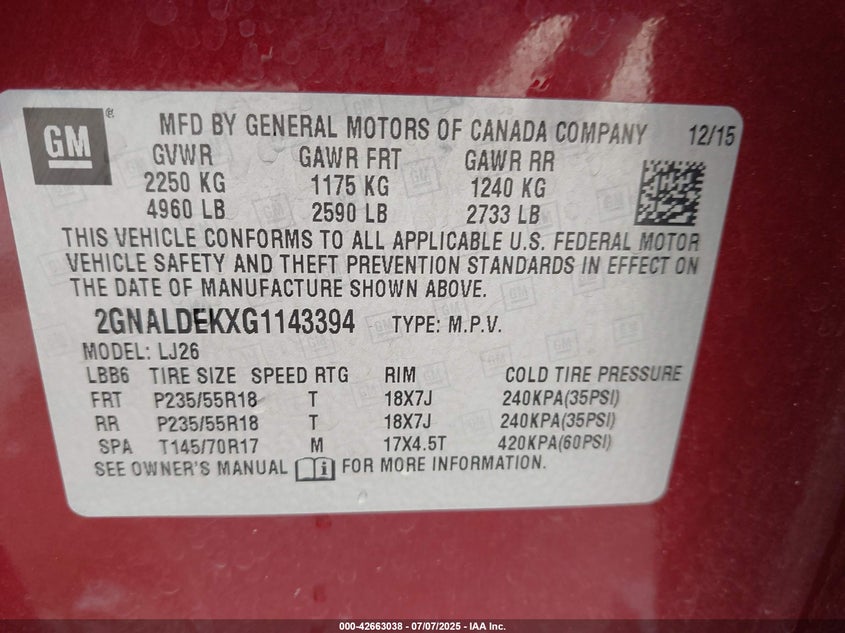 GM ®
MFD BY GENERAL MOTORS OF CANADA COMPANY 12/15
GVWR GAWR FRT GAWR RR
2250 KG 1175 KG 1240 KG
4960 LB 2590 LB 2733 LB
THIS VEHICLE CONFORMS TO ALL APPLICABLE U.S. FEDERAL MOTOR
VEHICLE SAFETY AND THEFT PREVENTION STANDARDS IN EFFECT ON
THE DATE OF MANUFACTURE SHOWN ABOVE.
2GNALDEKXG1143394 TYPE: M.P.V.
MODEL: LJ26
LBB6 TIRE SIZE SPEED RTG RIM COLD TIRE PRESSURE
FRT P235/55R18 T 18X7J 240KPA(35PSI)
RR P235/55R18 T 18X7J 240KPA(35PSI)
SPA T145/70R17 M 17X4.5T 420KPA(60PSI)
SEE OWNER'S MANUAL FOR MORE INFORMATION.
000-42663038 - 07/07/2025 - IAA Inc.